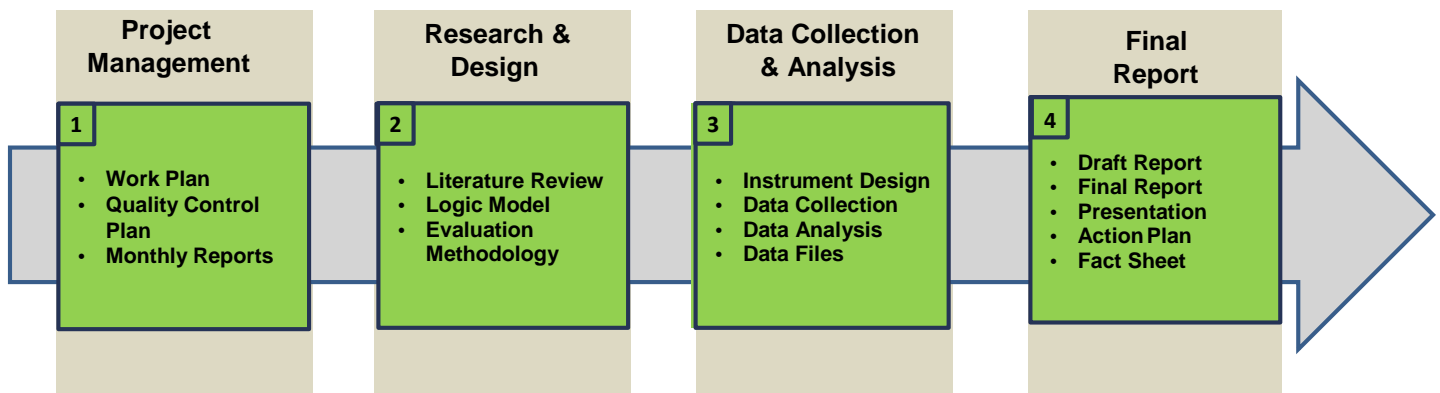 Project
Management
1
• Work Plan
• Quality Control
Plan
• Monthly Reports
Research &
Design
2
• Literature Review
• Logic Model
• Evaluation
Methodology
Data Collection
& Analysis
3
• Instrument Design
• Data Collection
• Data Analysis
• Data Files
Final
Report
4
• Draft Report
• Final Report
• Presentation
• Action Plan
• Fact Sheet